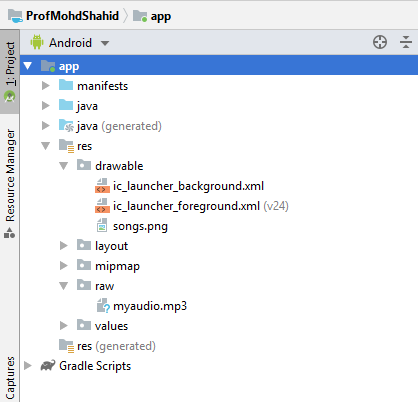 ProfMohdShahid app
Android
1: Project
app
manifests
java
java (generated)
res
drawable
ic_launcher_background.xml
ic_launcher_foreground.xml (v24)
songs.png
layout
mipmap
raw
myaudio.mp3
values
res (generated)
Gradle Scripts
Resource Manager
Captures